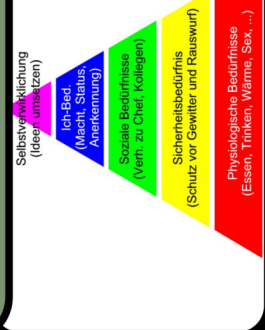 Selbstverwirklichung
(Ideen umsetzen)
Ich-Bed.
(Macht, Status,
Anerkennung)
Soziale Bedürfnisse
(Verh. zu Chef, Kollegen)
Sicherheitsbedürfnis
(Schutz vor Gewitter und Rauswurf)
Physiologische Bedürfnisse
(Essen, Trinken, Wärme, Sex, ...)